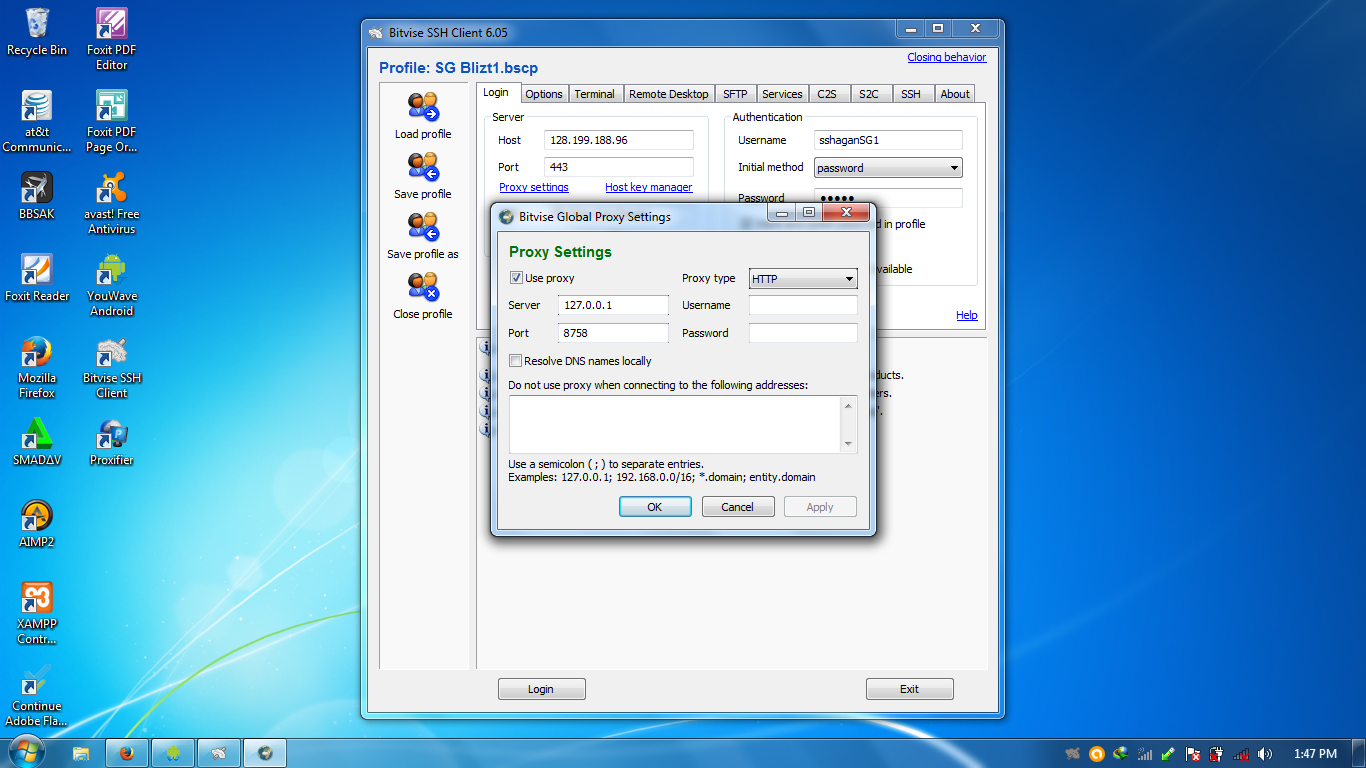 Recycle Bin
Foxit PDF
Editor
at&t
Communic...
Foxit PDF
Page Or...
BBSAK
avast! Free
Antivirus
Foxit Reader
YouWave
Android
Mozilla
Firefox
Bitvise SSH
Client
SMADΔV
Proxifier
AIMP2
XAMPP
Contr...
Continue
Adobe Fla...
Bitvise SSH Client 6.05
Profile: SG Blizt1.bscp
Closing behavior
Load profile
Save profile
Save profile as
Close profile
Login Options Terminal Remote Desktop SFTP Services C2S S2C SSH About
Server
Host 128.199.188.96
Port 443
Proxy settings Host key manager
Authentication
Username sshaganSG1
Initial method password
Password ●●●●●
d in profile
available
Help
ducts.
ers.
Bitvise Global Proxy Settings
Proxy Settings
Use proxy Proxy type HTTP
Server 127.0.0.1 Username
Port 8758 Password
Resolve DNS names locally
Do not use proxy when connecting to the following addresses:
Use a semicolon ( ; ) to separate entries.
Examples: 127.0.0.1; 192.168.0.0/16; *.domain; entity.domain
OK Cancel Apply
Login Exit
1:47 PM